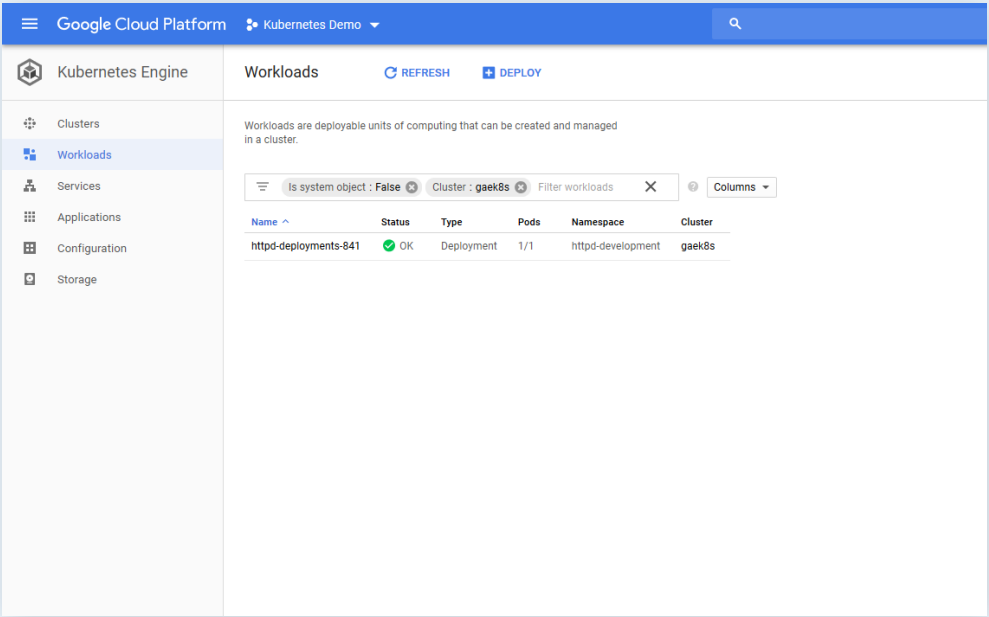 Google Cloud Platform Kubernetes Demo
Kubernetes Engine
Workloads REFRESH DEPLOY
Clusters
Workloads
Services
Applications
Configuration
Storage
Workloads are deployable units of computing that can be created and managed
in a cluster.
Is system object : False Cluster : gaek8s Filter workloads Columns
Name Status Type Pods Namespace Cluster
httpd-deployments-841 OK Deployment 1/1 httpd-development gaek8s